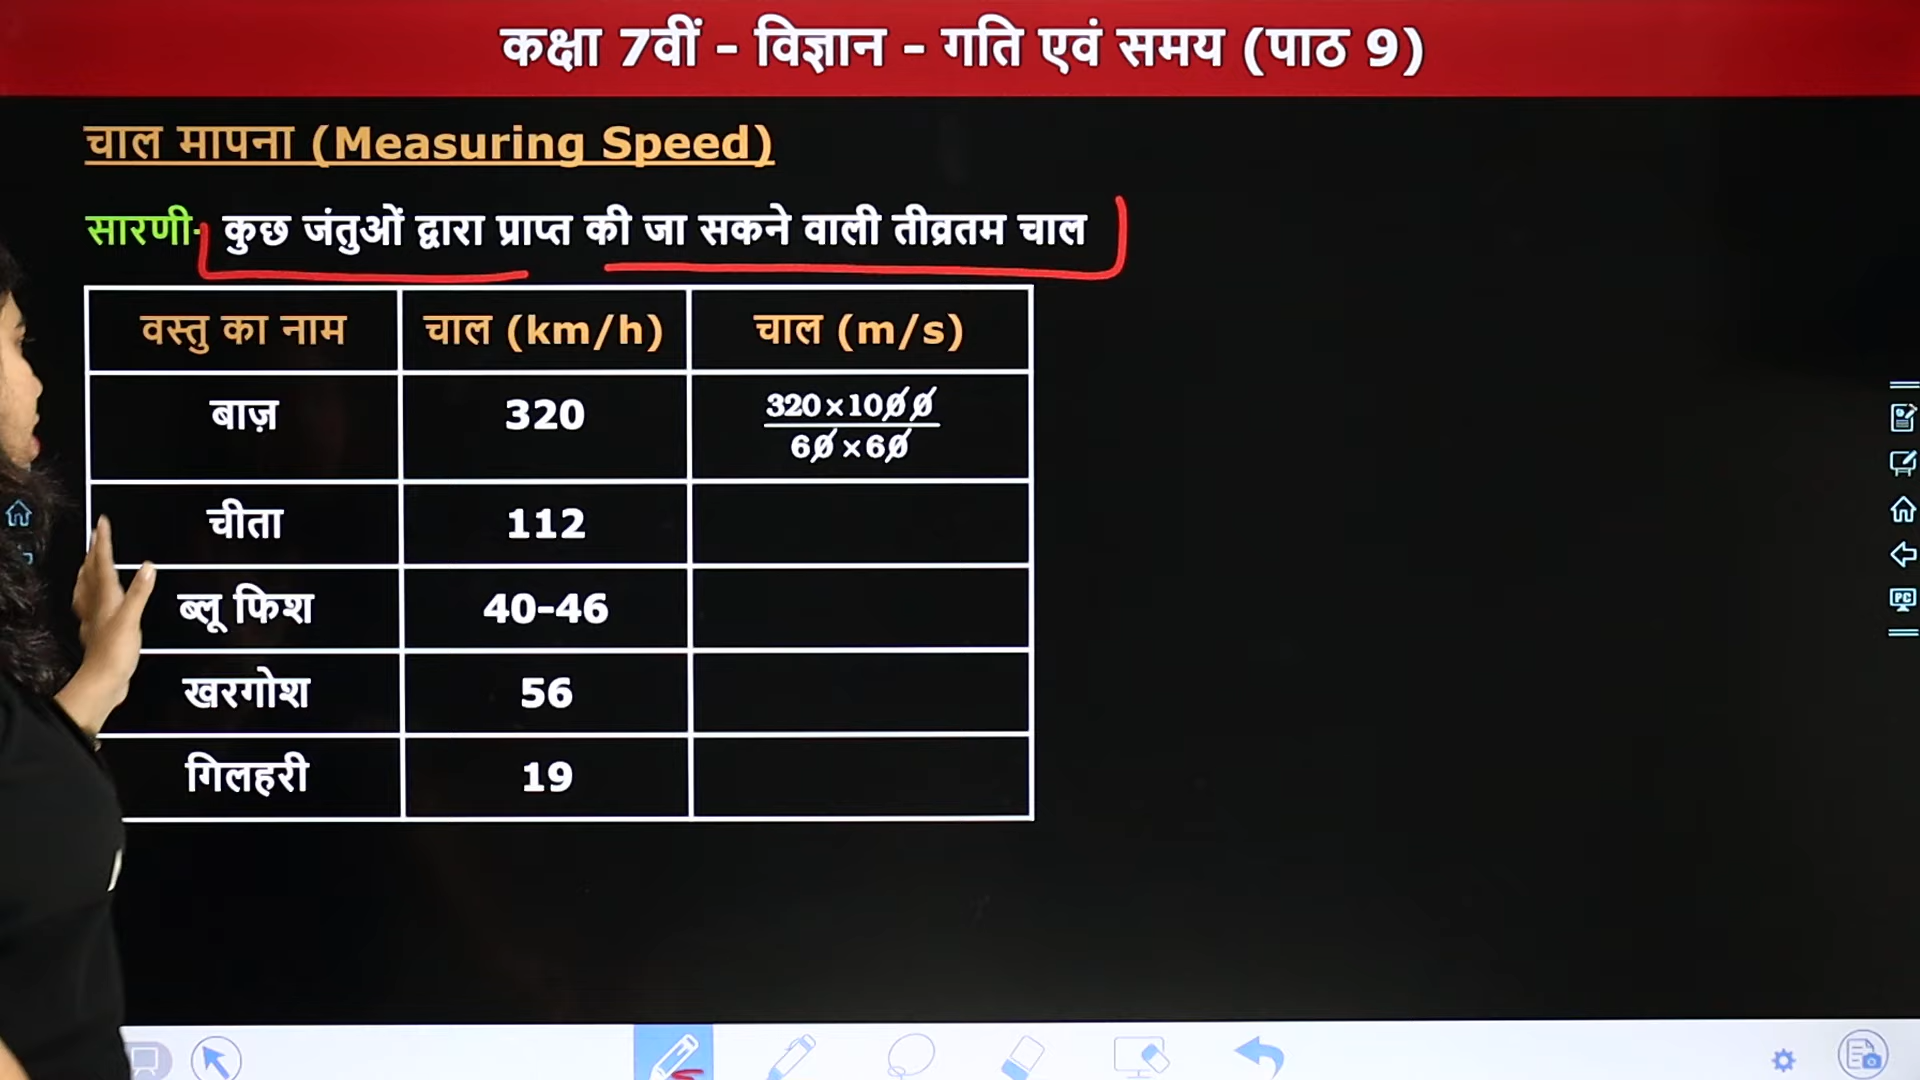 कक्षा 7वीं - विज्ञान - गति एवं समय (पाठ 9)
चाल मापना (Measuring Speed)
सारणी- कुछ जंतुओं द्वारा प्राप्त की जा सकने वाली तीव्रतम चाल
वस्तु का नाम चाल (km/h) चाल (m/s)
बाज़ 320 320×1000
60×60
चीता 112
ब्लू फिश 40-46
खरगोश 56
गिलहरी 19
PC